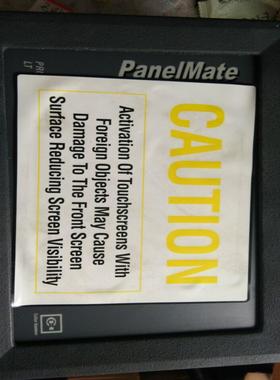 PanelMate
CAUTION
Activation Of Touchscreens With
Foreign Objects May Cause
Damage To The Front Screen
Surface Reducing Screen Visibility